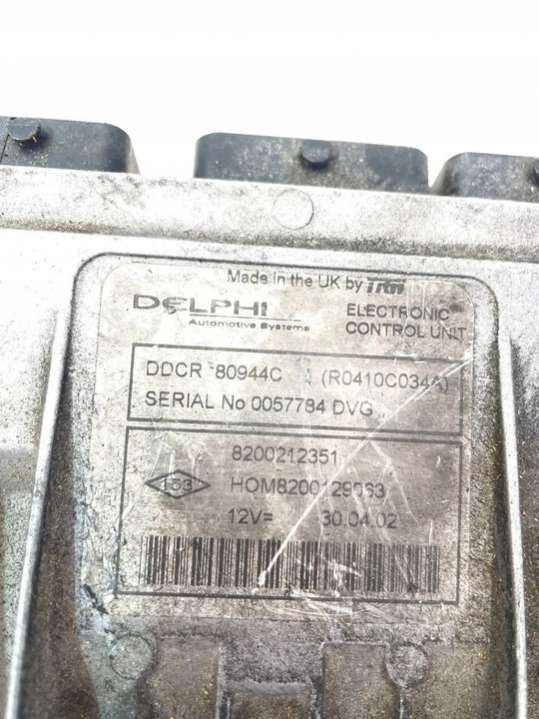 Made in the UK by TRW
DELPHI
Automotive Systems
ELECTRONIC
CONTROL UNIT
DDCR 80944C (R0410C034A)
SERIAL No 0057784 DVG
8200212351
153
HOM8200129063
12V= 30.04.02